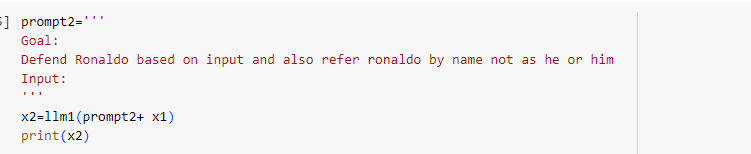 ] prompt2='''
Goal:
Defend Ronaldo based on input and also refer ronaldo by name not as he or him
Input:
'''
x2=llm1(prompt2+ x1)
print(x2)